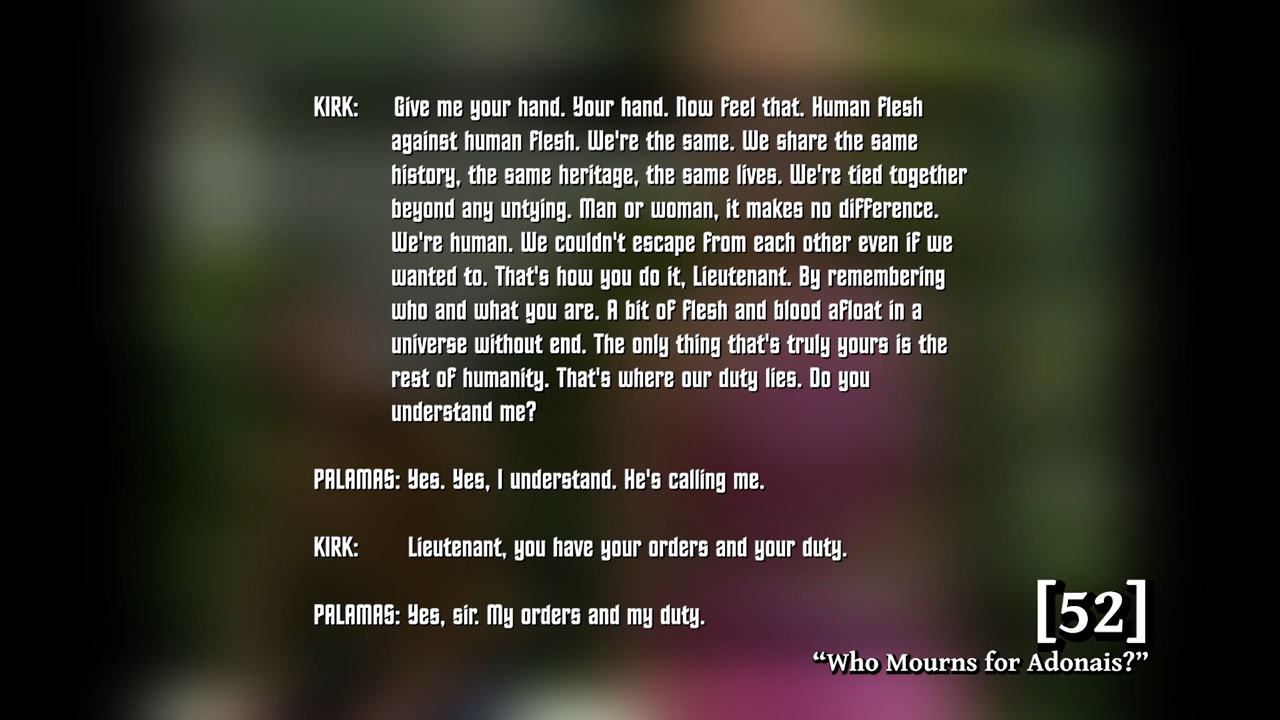 KIRK: Give me your hand. Your hand. Now feel that. Human flesh
against human flesh. We're the same. We share the same
history, the same heritage, the same lives. We're tied together
beyond any untying. Man or woman, it makes no difference.
We're human. We couldn't escape from each other even if we
wanted to. That's how you do it, Lieutenant. By remembering
who and what you are. A bit of flesh and blood afloat in a
universe without end. The only thing that's truly yours is the
rest of humanity. That's where our duty lies. Do you
understand me?
PALAMAS: Yes. Yes, I understand. He's calling me.
KIRK: Lieutenant, you have your orders and your duty.
PALAMAS: Yes, sir. My orders and my duty.
[52]
“Who Mourns for Adonais?”